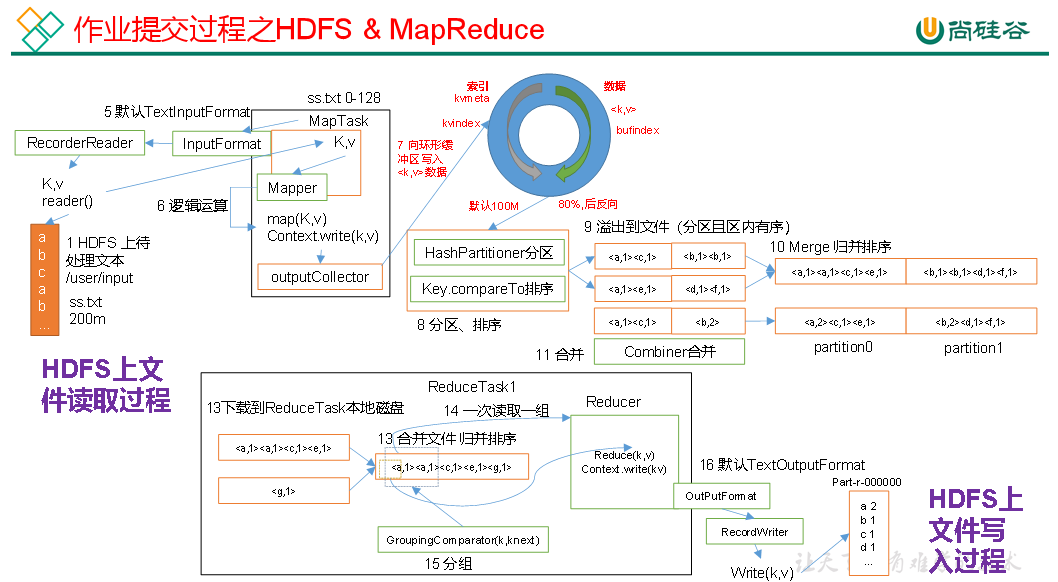 作业提交过程之HDFS & MapReduce
尚硅谷
ss.txt 0-128
5 默认TextInputFormat
MapTask
RecorderReader
InputFormat
K,v
K,v
reader()
Mapper
6 逻辑运算
map(K,v)
Context.write(k,v)
outputCollector
a
b
c
a
b
...
1 HDFS 上待
处理文本
/user/input
ss.txt
200m
HDFS上文
件读取过程
索引
kvmeta
kvindex
数据
<k,v>
bufindex
7 向环形缓
冲区写入
<k,v>数据
默认100M
80%,后反向
HashPartitioner分区
Key.compareTo排序
8 分区、排序
9 溢出到文件（分区且区内有序）
<a,1><c,1>
<b,1><b,1>
<a,1><e,1>
<d,1><f,1>
10 Merge 归并排序
<a,1><a,1><c,1><e,1>
<b,1><b,1><d,1><f,1>
<a,1><c,1>
<b,2>
<a,2><c,1><e,1>
<b,2><d,1><f,1>
11 合并
Combiner合并
partition0
partition1
ReduceTask1
13下载到ReduceTask本地磁盘
14 一次读取一组
Reducer
<a,1><a,1><c,1><e,1>
<g,1>
13 合并文件 归并排序
<a,1><a,1><c,1><e,1><g,1>
Reduce(k,v)
Context.write(kv)
GroupingComparator(k,knext)
15 分组
16 默认TextOutputFormat
OutPutFormat
RecordWriter
Write(k,v)
Part-r-000000
a 2
b 1
c 1
d 1
...
HDFS上
文件写
入过程